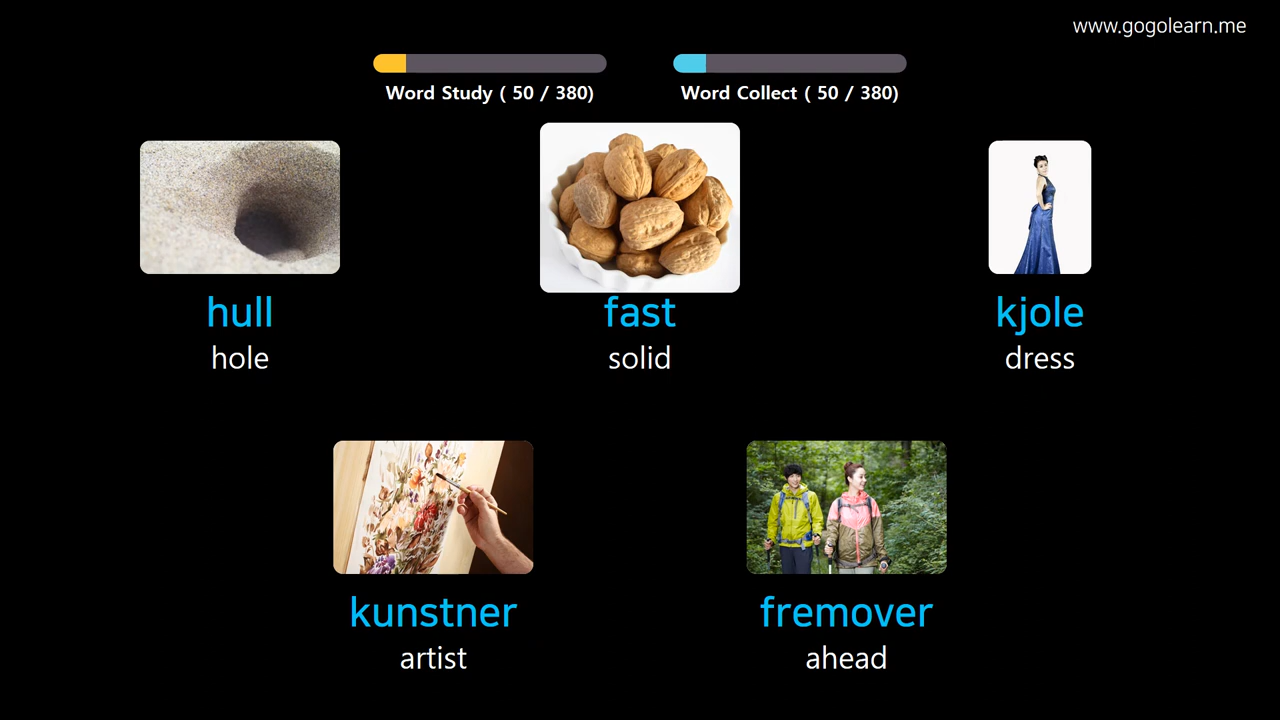 www.gogolearn.me
Word Study ( 50 / 380)
Word Collect ( 50 / 380)
hull
hole
fast
solid
kjole
dress
kunstner
artist
fremover
ahead